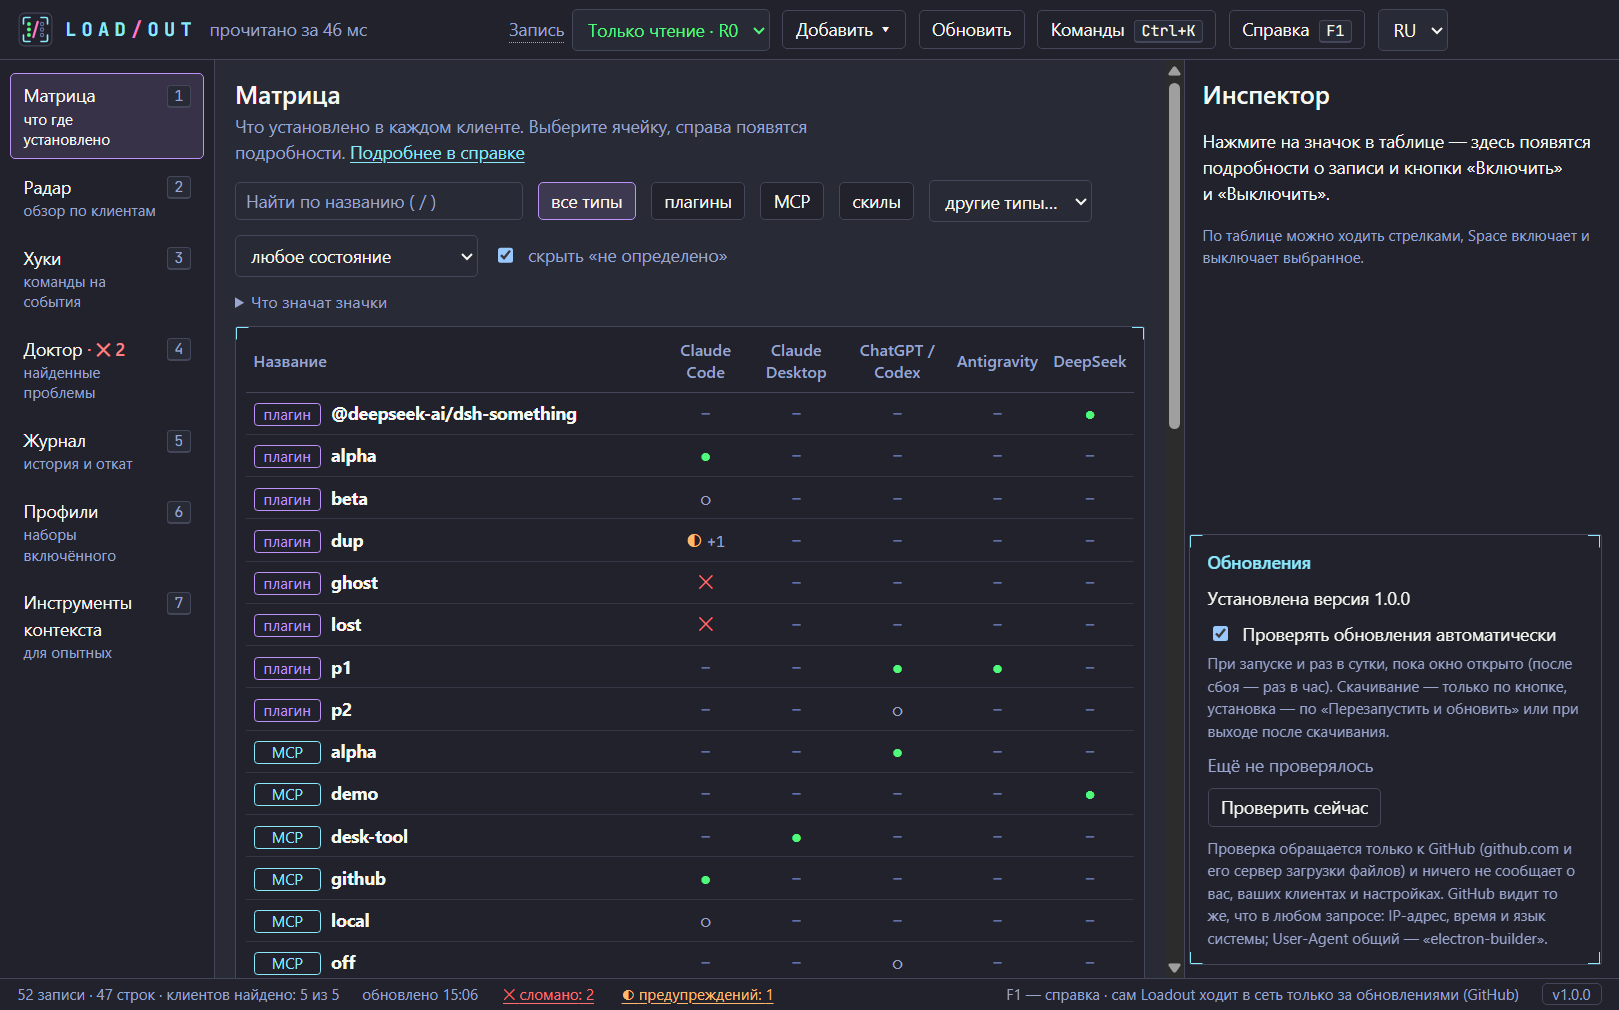 LOAD/OUT прочитано за 46 мс Запись Только чтение · R0 Добавить ▾ Обновить Команды Ctrl+K Справка F1 RU
Матрица 1
что где
установлено
Радар 2
обзор по клиентам
Хуки 3
команды на
события
Доктор · ✕ 2 4
найденные
проблемы
Журнал 5
история и откат
Профили 6
наборы
включённого
Инструменты 7
контекста
для опытных
Матрица
Что установлено в каждом клиенте. Выберите ячейку, справа появятся
подробности. Подробнее в справке
Найти по названию ( / ) все типы плагины MCP скилы другие типы...
любое состояние скрыть «не определено»
▶ Что значат значки
Название Claude Code Claude Desktop ChatGPT / Codex Antigravity DeepSeek
плагин @deepseek-ai/dsh-something – – – – ●
плагин alpha ● – – – –
плагин beta ○ – – – –
плагин dup ◐ +1 – – – –
плагин ghost ✕ – – – –
плагин lost ✕ – – – –
плагин p1 – – ● ● –
плагин p2 – – ○ – –
MCP alpha – – ● – –
MCP demo – – – – ●
MCP desk-tool – ● – – –
MCP github ● – – – –
MCP local ○ – – – –
MCP off – – ○ – –
Инспектор
Нажмите на значок в таблице — здесь появятся
подробности о записи и кнопки «Включить»
и «Выключить».
По таблице можно ходить стрелками, Space включает и
выключает выбранное.
Обновления
Установлена версия 1.0.0
Проверять обновления автоматически
При запуске и раз в сутки, пока окно открыто (после
сбоя — раз в час). Скачивание — только по кнопке,
установка — по «Перезапустить и обновить» или при
выходе после скачивания.
Ещё не проверялось
Проверить сейчас
Проверка обращается только к GitHub (github.com и
его сервер загрузки файлов) и ничего не сообщает о
вас, ваших клиентах и настройках. GitHub видит то
же, что в любом запросе: IP-адрес, время и язык
системы; User-Agent общий — «electron-builder».
52 записи · 47 строк · клиентов найдено: 5 из 5 обновлено 15:06 ✕ сломано: 2 ◐ предупреждений: 1 F1 — справка · сам Loadout ходит в сеть только за обновлениями (GitHub) v1.0.0